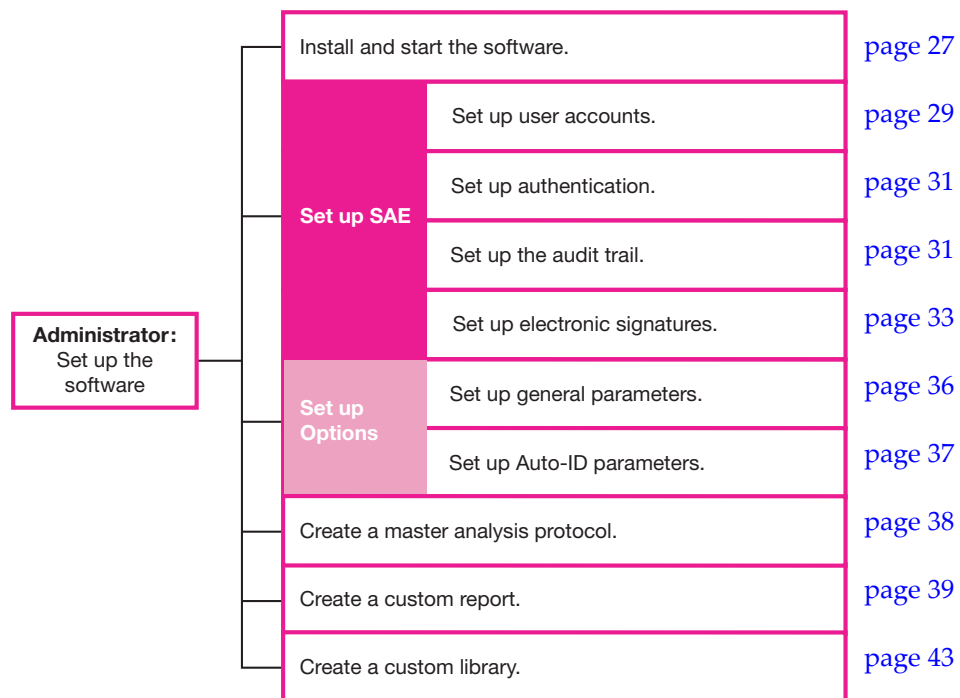 Install and start the software. page 27
Set up SAE
Set up user accounts. page 29
Set up authentication. page 31
Set up the audit trail. page 31
Set up electronic signatures. page 33
Administrator:
Set up the
software
Set up
Options
Set up general parameters. page 36
Set up Auto-ID parameters. page 37
Create a master analysis protocol. page 38
Create a custom report. page 39
Create a custom library. page 43